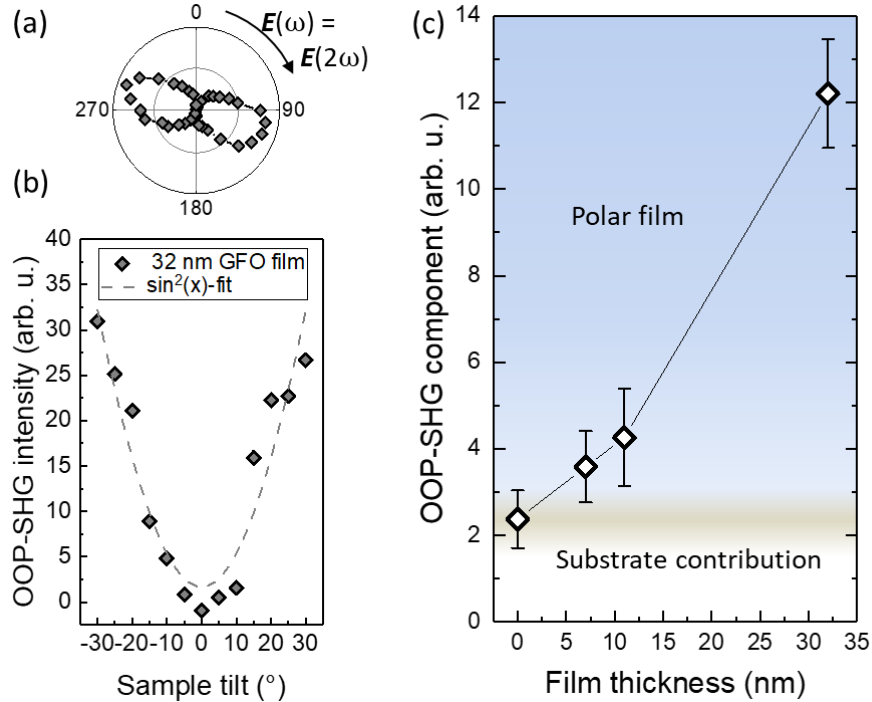 (a)
0
E(ω) =
E(2ω)
270
90
180
(b)
OOP-SHG intensity (arb. u.)
40
35
30
25
20
15
10
5
0
32 nm GFO film
sin²(x)-fit
-30 -20 -10 0 10 20 30
Sample tilt (°)
(c)
OOP-SHG component (arb. u.)
14
12
10
8
6
4
2
0
Polar film
Substrate contribution
0 5 10 15 20 25 30 35
Film thickness (nm)